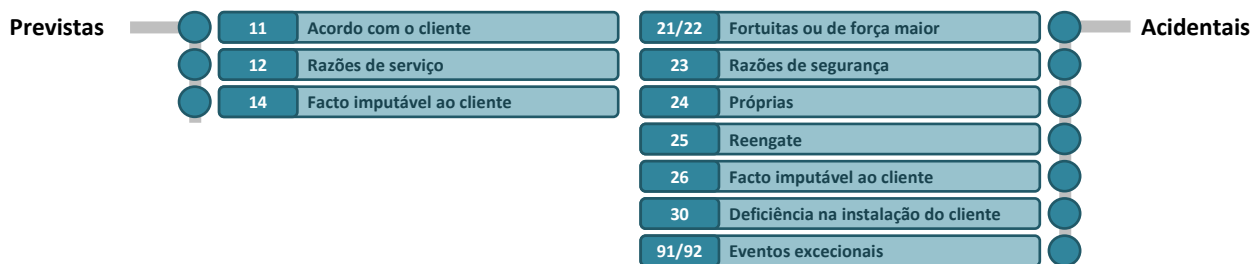 Previstas
11 Acordo com o cliente
12 Razões de serviço
14 Facto imputável ao cliente
21/22 Fortuitas ou de força maior
23 Razões de segurança
24 Próprias
25 Reengate
26 Facto imputável ao cliente
30 Deficiência na instalação do cliente
91/92 Eventos excecionais
Acidentais